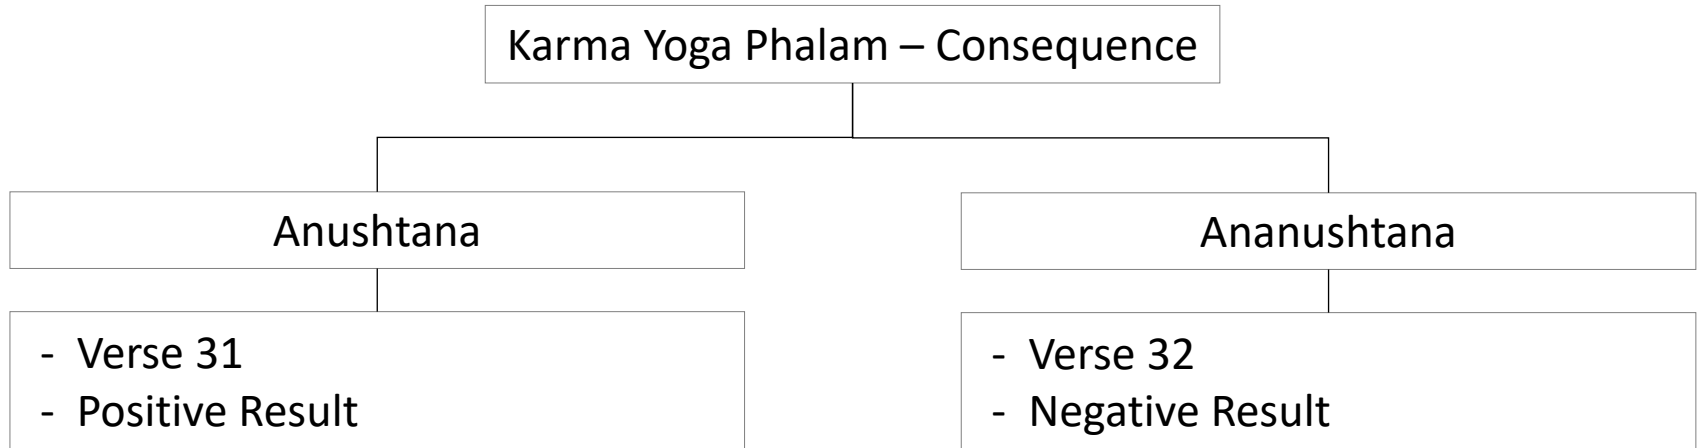 Karma Yoga Phalam – Consequence
Anushtana
Ananushtana
- Verse 31
- Positive Result
- Verse 32
- Negative Result